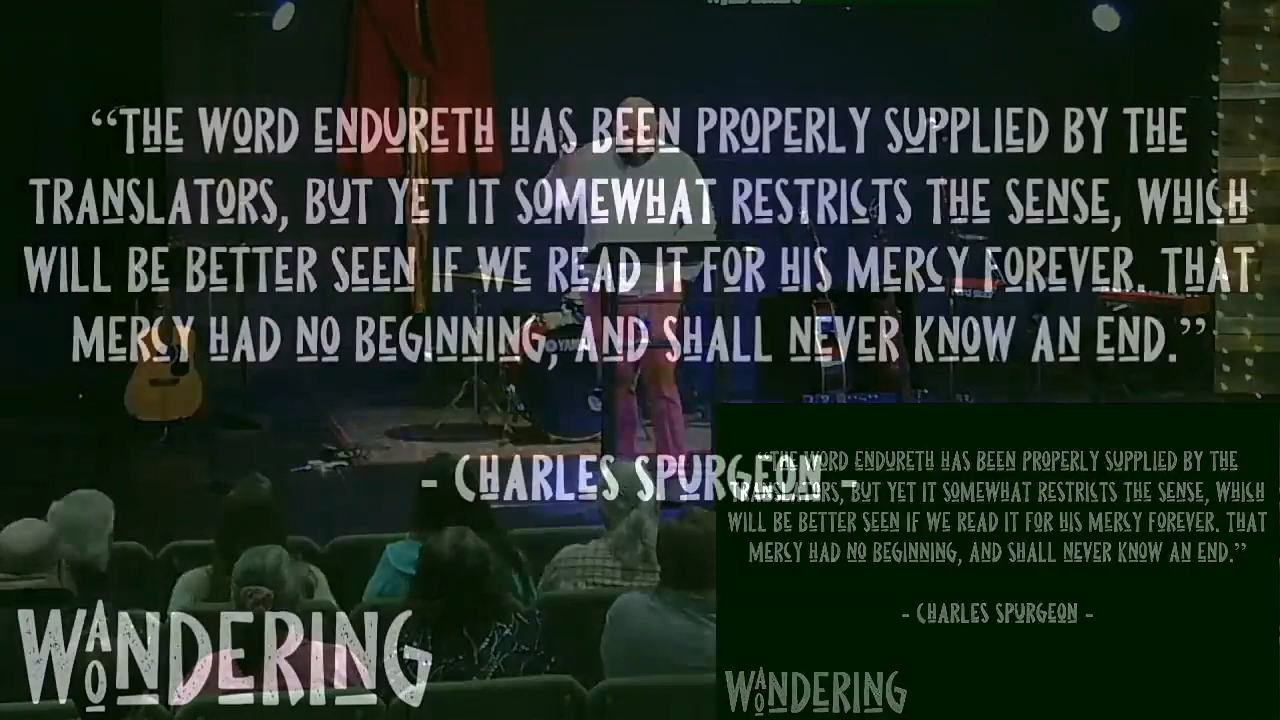 “THE WORD ENDURETH HAS BEEN PROPERLY SUPPLIED BY THE
TRANSLATORS, BUT YET IT SOMEWHAT RESTRICTS THE SENSE, WHICH
WILL BE BETTER SEEN IF WE READ IT FOR HIS MERCY FOREVER. THAT
MERCY HAD NO BEGINNING, AND SHALL NEVER KNOW AN END.”
- CHARLES SPURGEON -
WANDERING
O
“THE WORD ENDURETH HAS BEEN PROPERLY SUPPLIED BY THE
TRANSLATORS, BUT YET IT SOMEWHAT RESTRICTS THE SENSE, WHICH
WILL BE BETTER SEEN IF WE READ IT FOR HIS MERCY FOREVER. THAT
MERCY HAD NO BEGINNING, AND SHALL NEVER KNOW AN END.”
- CHARLES SPURGEON -
WANDERING
O